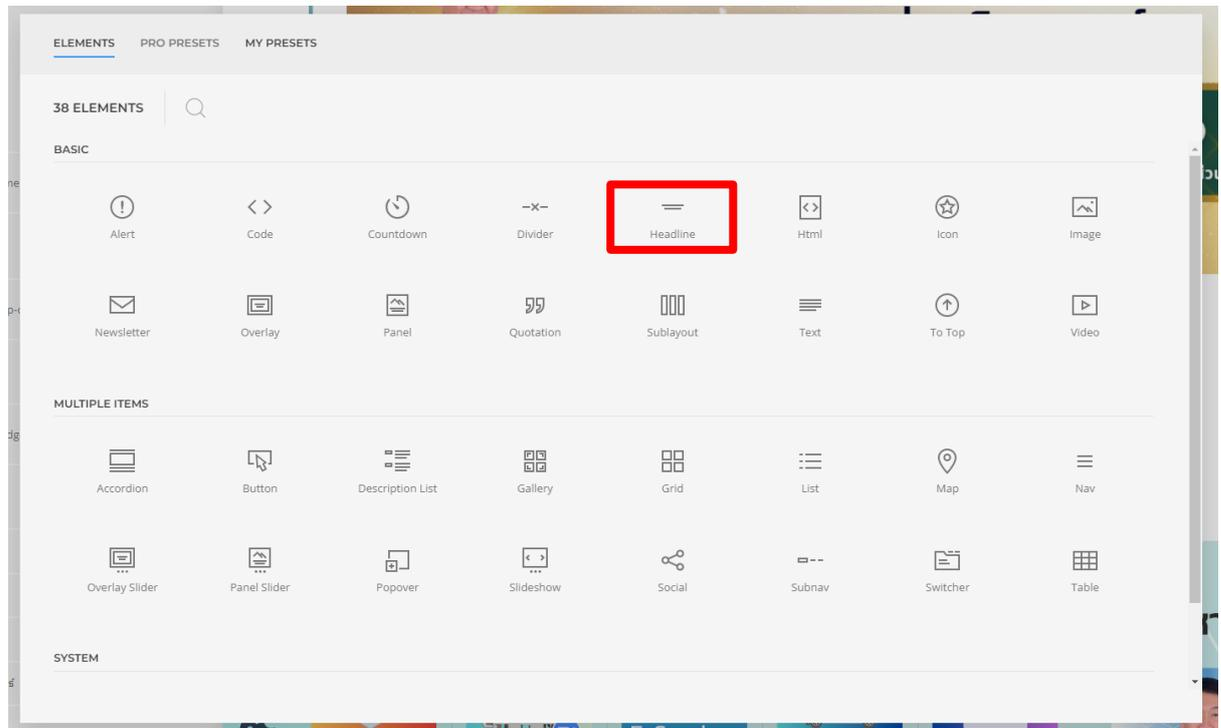 ELEMENTS PRO PRESETS MY PRESETS
38 ELEMENTS
BASIC
Alert Code Countdown Divider Headline Html Icon Image
Newsletter Overlay Panel Quotation Sublayout Text To Top Video
MULTIPLE ITEMS
Accordion Button Description List Gallery Grid List Map Nav
Overlay Slider Panel Slider Popover Slideshow Social Subnav Switcher Table
SYSTEM